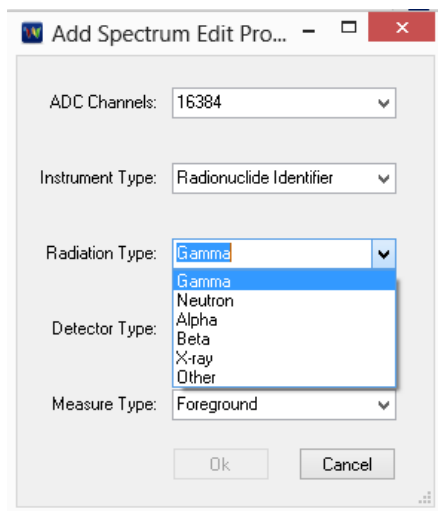 Add Spectrum Edit Pro...
ADC Channels: 16384
Instrument Type: Radionuclide Identifier
Radiation Type: Gamma
Gamma
Neutron
Alpha
Detector Type:
Beta
X-ray
Other
Measure Type: Foreground
Ok Cancel